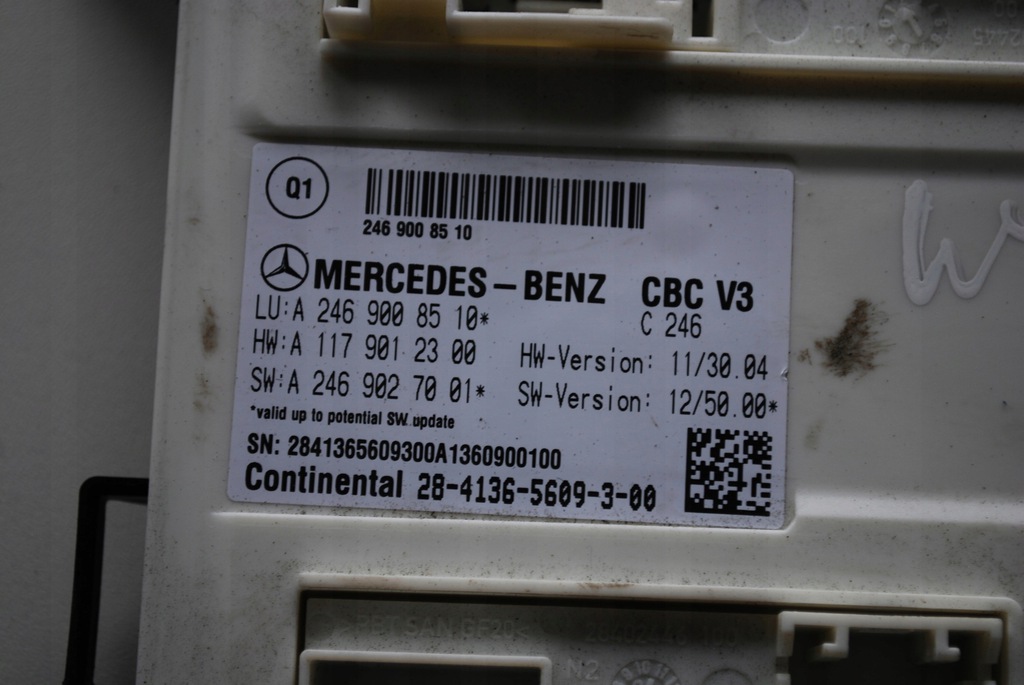 2445
Q1
246 900 85 10
MERCEDES-BENZ CBC V3
LU:A 246 900 85 10* C 246
HW:A 117 901 23 00 HW-Version: 11/30.04
SW:A 246 902 70 01* SW-Version: 12/50.00*
*valid up to potential SW update
SN: 2841365609300A1360900100
Continental 28-4136-5609-3-00
N2